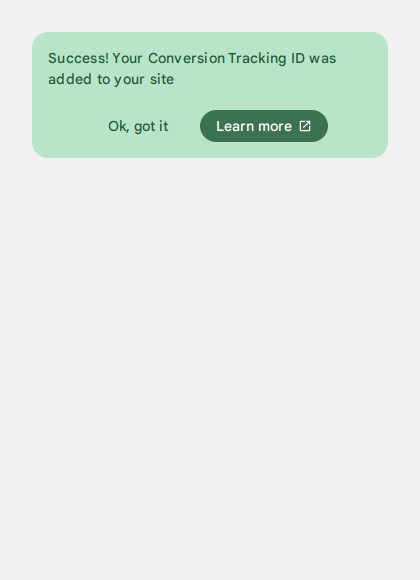 Success! Your Conversion Tracking ID was
added to your site
Ok, got it
Learn more